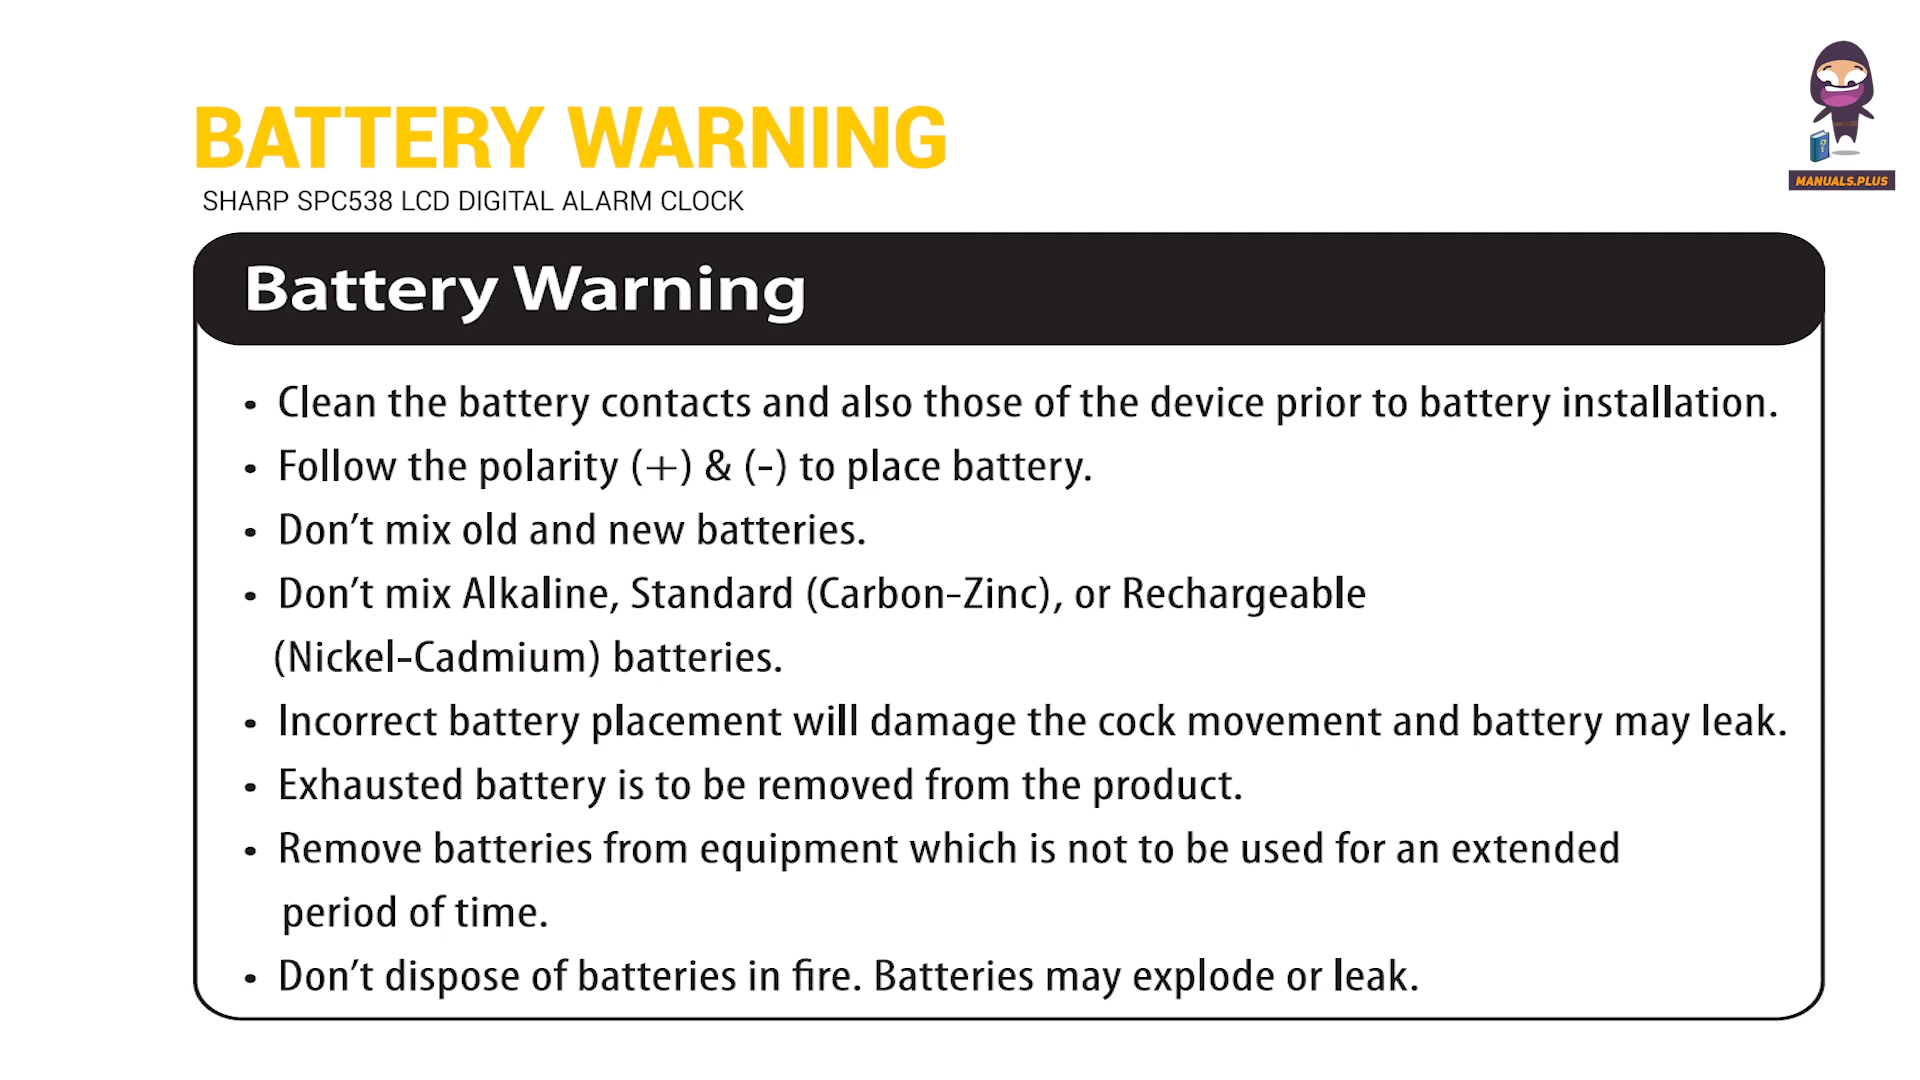 BATTERY WARNING
MANUALS.PLUS
SHARP SPC538 LCD DIGITAL ALARM CLOCK
Battery Warning
• Clean the battery contacts and also those of the device prior to battery installation.
• Follow the polarity (+) & (-) to place battery.
• Don’t mix old and new batteries.
• Don’t mix Alkaline, Standard (Carbon-Zinc), or Rechargeable
(Nickel-Cadmium) batteries.
• Incorrect battery placement will damage the cock movement and battery may leak.
• Exhausted battery is to be removed from the product.
• Remove batteries from equipment which is not to be used for an extended
period of time.
• Don’t dispose of batteries in fire. Batteries may explode or leak.